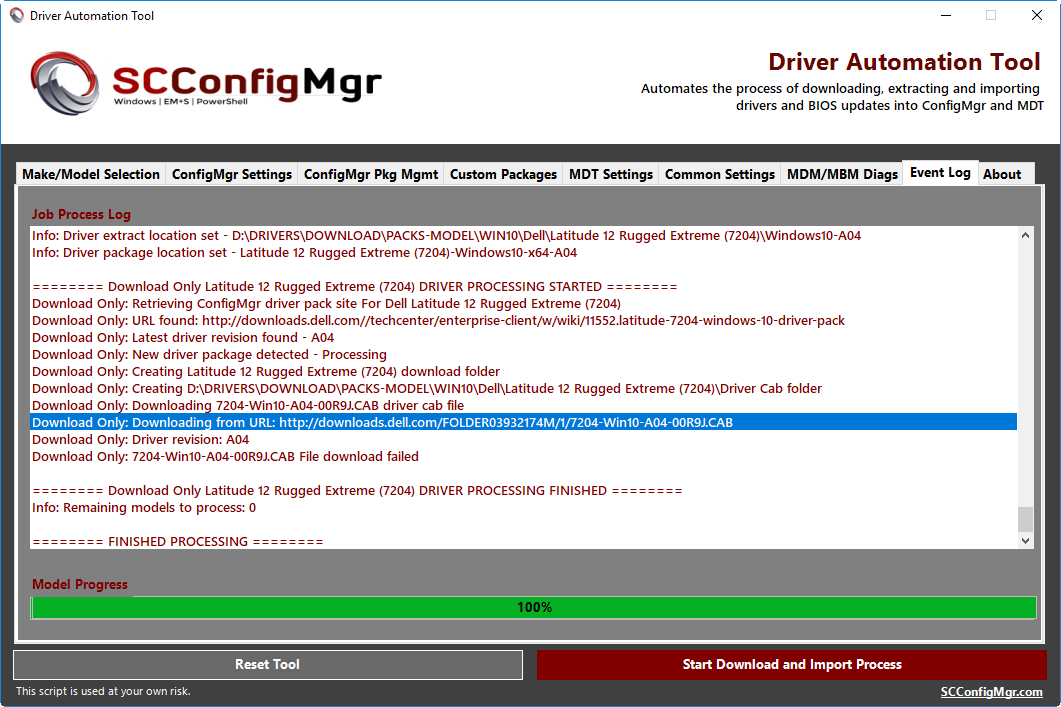 Driver Automation Tool
SCConfigMgr
Windows | EM+S | PowerShell
Driver Automation Tool
Automates the process of downloading, extracting and importing
drivers and BIOS updates into ConfigMgr and MDT
Make/Model Selection ConfigMgr Settings ConfigMgr Pkg Mgmt Custom Packages MDT Settings Common Settings MDM/MBM Diags Event Log About
Job Process Log
Info: Driver extract location set - D:\DRIVERS\DOWNLOAD\PACKS-MODEL\WIN10\Dell\Latitude 12 Rugged Extreme (7204)\Windows10-A04
Info: Driver package location set - Latitude 12 Rugged Extreme (7204)-Windows10-x64-A04
======== Download Only Latitude 12 Rugged Extreme (7204) DRIVER PROCESSING STARTED ========
Download Only: Retrieving ConfigMgr driver pack site For Dell Latitude 12 Rugged Extreme (7204)
Download Only: URL found: http://downloads.dell.com//techcenter/enterprise-client/w/wiki/11552.latitude-7204-windows-10-driver-pack
Download Only: Latest driver revision found - A04
Download Only: New driver package detected - Processing
Download Only: Creating Latitude 12 Rugged Extreme (7204) download folder
Download Only: Creating D:\DRIVERS\DOWNLOAD\PACKS-MODEL\WIN10\Dell\Latitude 12 Rugged Extreme (7204)\Driver Cab folder
Download Only: Downloading 7204-Win10-A04-00R9J.CAB driver cab file
Download Only: Downloading from URL: http://downloads.dell.com/FOLDER03932174M/1/7204-Win10-A04-00R9J.CAB
Download Only: Driver revision: A04
Download Only: 7204-Win10-A04-00R9J.CAB File download failed
======== Download Only Latitude 12 Rugged Extreme (7204) DRIVER PROCESSING FINISHED ========
Info: Remaining models to process: 0
======== FINISHED PROCESSING ========
Model Progress
100%
Reset Tool
Start Download and Import Process
This script is used at your own risk.
SCConfigMgr.com